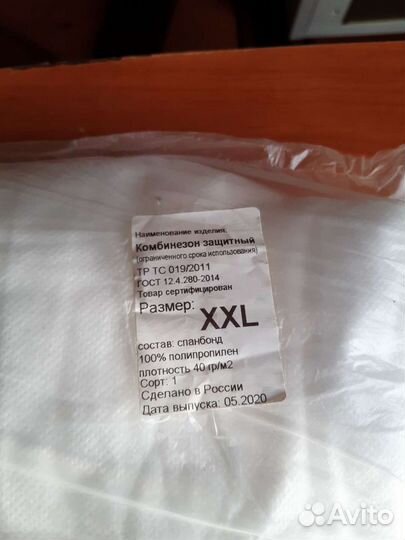 Наименование изделия:
Комбинезон защитный
(ограниченного срока использования)
ТР ТС 019/2011
ГОСТ 12.4.280-2014
Товар сертифицирован
Размер:
XXL
состав: спанбонд
100% полипропилен
плотность 40 гр/м2
Сорт: 1
Сделано в России
Дата выпуска: 05.2020
Avito